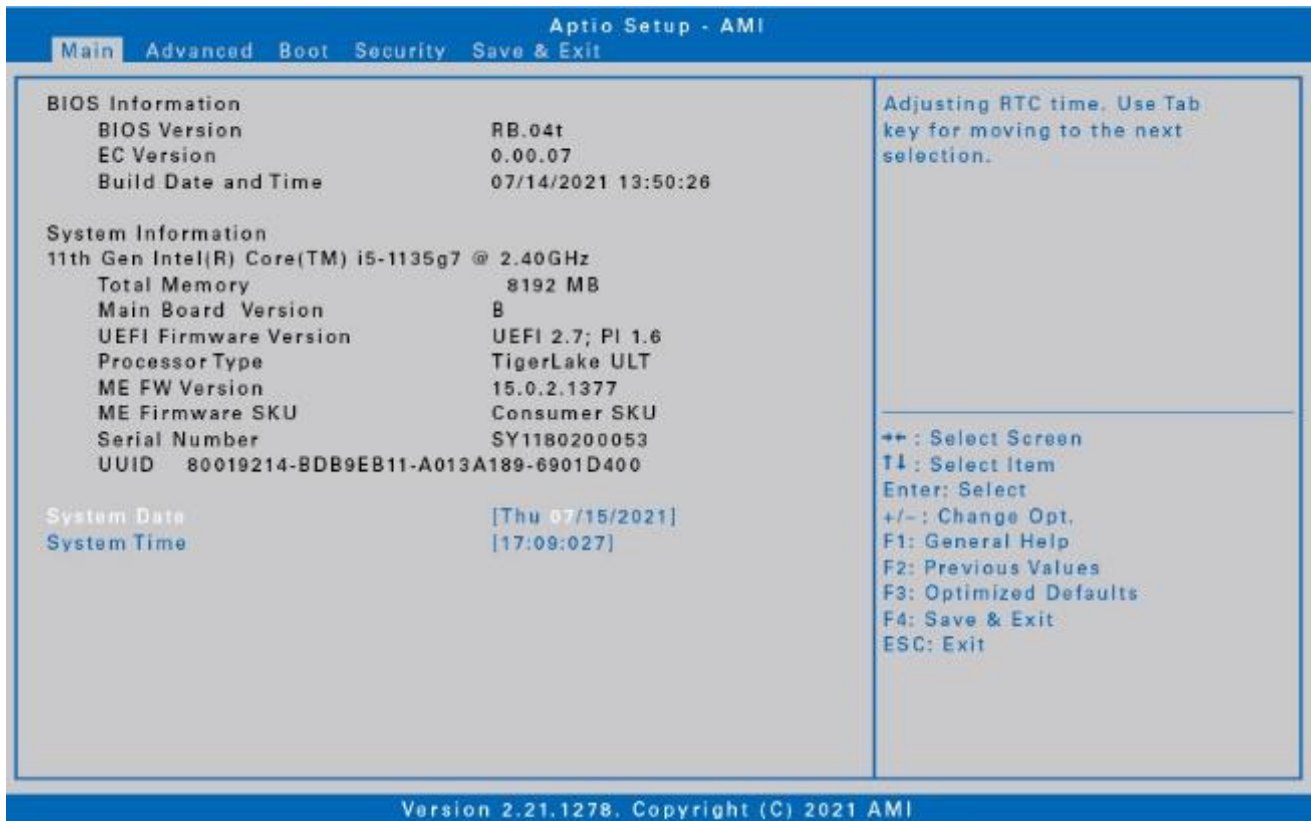 Aptio Setup - AMI
Main Advanced Boot Security Save & Exit
BIOS Information
BIOS Version RB.04t
EC Version 0.00.07
Build Date and Time 07/14/2021 13:50:26
System Information
11th Gen Intel(R) Core(TM) i5-1135g7 @ 2.40GHz
Total Memory 8192 MB
Main Board Version B
UEFI Firmware Version UEFI 2.7; PI 1.6
Processor Type TigerLake ULT
ME FW Version 15.0.2.1377
ME Firmware SKU Consumer SKU
Serial Number SY1180200053
UUID 80019214-BDB9EB11-A013A189-6901D400
System Date [Thu 07/15/2021]
System Time [17:09:027]
Adjusting RTC time. Use Tab
key for moving to the next
selection.
→←: Select Screen
↑↓: Select Item
Enter: Select
+/-: Change Opt.
F1: General Help
F2: Previous Values
F3: Optimized Defaults
F4: Save & Exit
ESC: Exit
Version 2.21.1278. Copyright (C) 2021 AMI